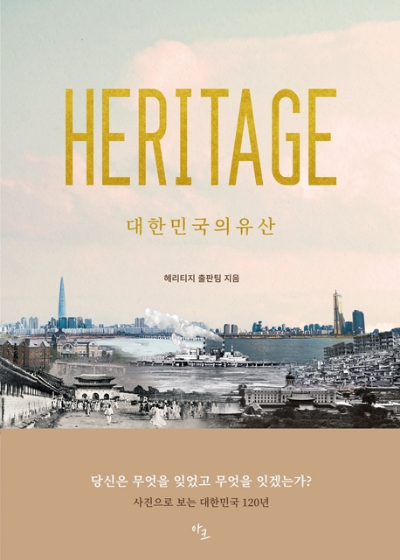 HERITAGE
대한민국의유산
헤리티지 출판팀 지음
당신은 무엇을 잊었고 무엇을 잇겠는가?
사진으로 보는 대한민국 120년
아크